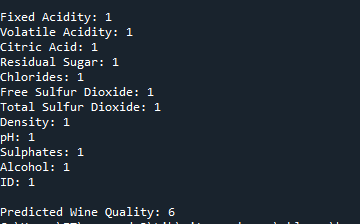 Fixed Acidity: 1
Volatile Acidity: 1
Citric Acid: 1
Residual Sugar: 1
Chlorides: 1
Free Sulfur Dioxide: 1
Total Sulfur Dioxide: 1
Density: 1
pH: 1
Sulphates: 1
Alcohol: 1
ID: 1
Predicted Wine Quality: 6